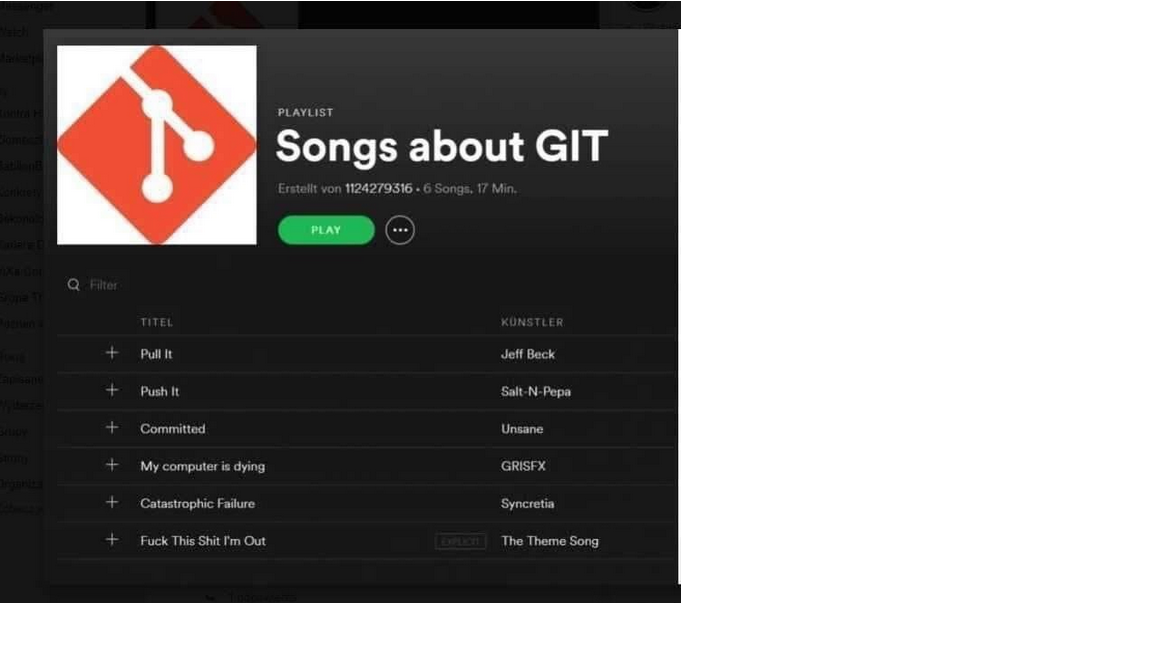 PLAYLIST
Songs about GIT
Erstellt von 1124279316 • 6 Songs, 17 Min.
PLAY
Filter
TITEL KÜNSTLER
Pull It Jeff Beck
Push It Salt-N-Pepa
Committed Unsane
My computer is dying GRISFX
Catastrophic Failure Syncretia
Fuck This Shit I'm Out EXPLICIT The Theme Song